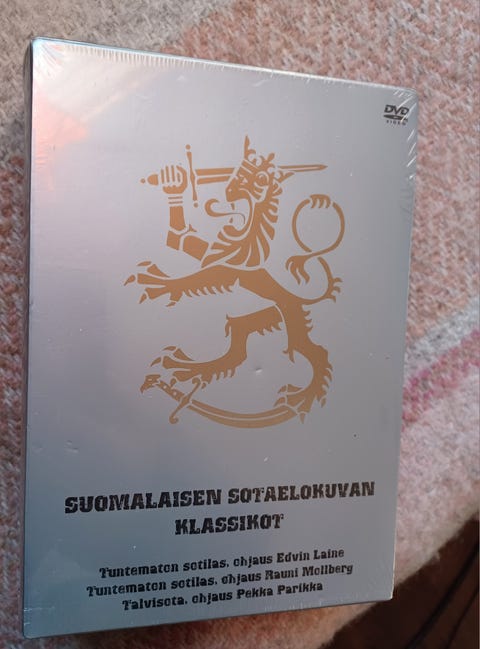 DVD
VIDEO
SUOMALAISEN SOTAELOKUVAN
KLASSIKOT
Tuntematon sotilas, ohjaus Edvin Laine
Tuntematon sotilas, ohjaus Rauni Mollberg
Talvisota, ohjaus Pekka Parikka